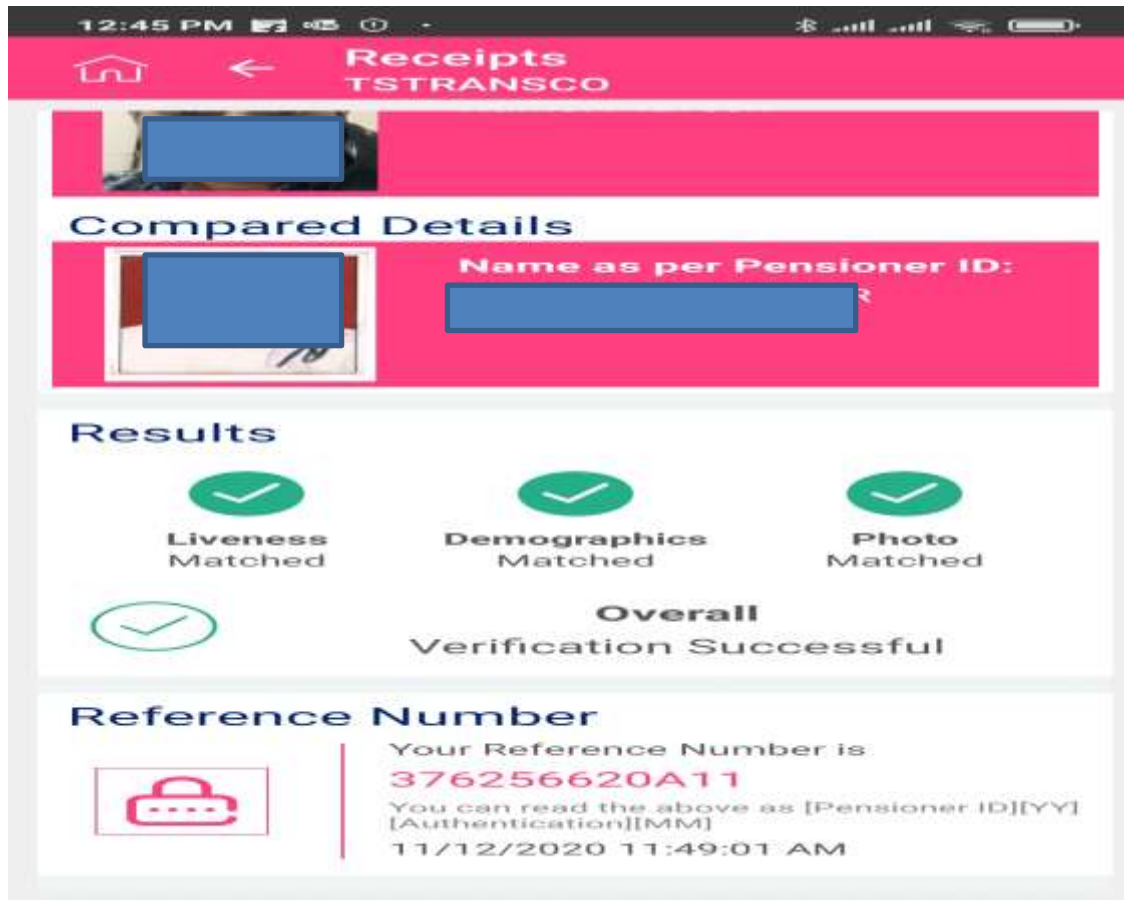 12:45 PM
Receipts
TSTRANSCO
Compared Details
Name as per Pensioner ID:
R
Results
Liveness
Matched
Demographics
Matched
Photo
Matched
Overall
Verification Successful
Reference Number
Your Reference Number is
376256620A11
You can read the above as [Pensioner ID][YY]
[Authentication][MM]
11/12/2020 11:49:01 AM